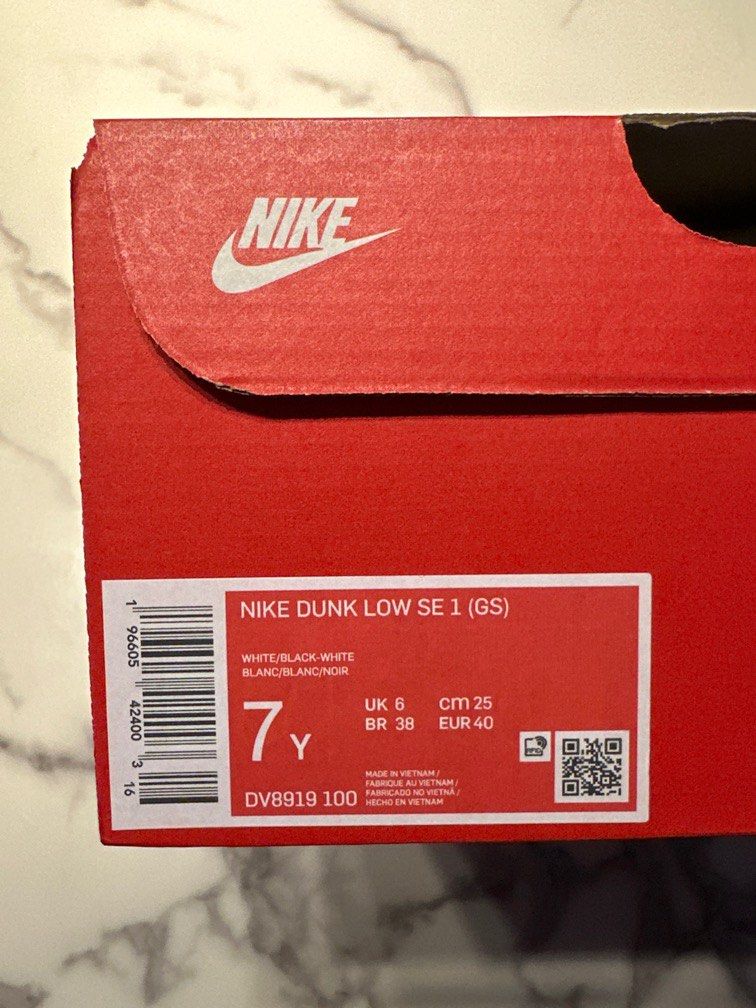 NIKE
NIKE DUNK LOW SE 1 (GS)
WHITE/BLACK-WHITE
BLANC/BLANC/NOIR
7 Y
UK 6 cm 25
BR 38 EUR 40
DV8919 100
MADE IN VIETNAM /
FABRIQUE AU VIETNAM /
FABRICADO NO VIETNÃ /
HECHO EN VIETNAM
1 96605 42400 3 16